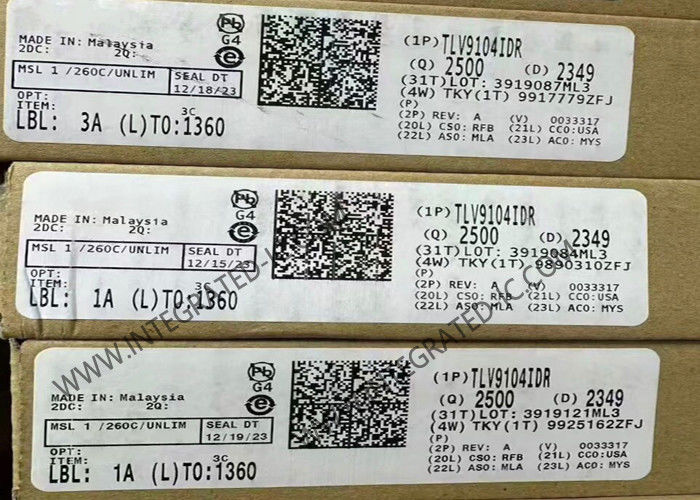 Pb
G4
e
MADE IN: Malaysia
2DC: 2Q:
MSL 1 /260C/UNLIM SEAL DT
12/18/23
OPT:
ITEM:
LBL: 3A (L)TO:1360
3C
(1P) TLV9104IDR
(Q) 2500 (D) 2349
(31T) LOT: 3919087ML3
(4W) TKY(1T) 9917779ZFJ
(P)
(2P) REV: A (V) 0033317
(20L) CSO: RFB (21L) CCO:USA
(22L) ASO: MLA (23L) ACO: MYS
Pb
G4
e
MADE IN: Malaysia
2DC: 2Q:
MSL 1 /260C/UNLIM SEAL DT
12/15/23
OPT:
ITEM:
LBL: 1A (L)TO:1360
3C
(1P) TLV9104IDR
(Q) 2500 (D) 2349
(31T) LOT: 3919084ML3
(4W) TKY(1T) 9890310ZFJ
(P)
(2P) REV: A (V) 0033317
(20L) CSO: RFB (21L) CCO:USA
(22L) ASO: MLA (23L) ACO: MYS
Pb
G4
e
MADE IN: Malaysia
2DC: 2Q:
MSL 1 /260C/UNLIM SEAL DT
12/19/23
OPT:
ITEM:
LBL: 1A (L)TO:1360
(1P) TLV9104IDR
(Q) 2500 (D) 2349
(31T) LOT: 3919121ML3
(4W) TKY(1T) 9925162ZFJ
(P)
(2P) REV: A (V) 0033317
(20L) CSO: RFB (21L) CCO:USA
(22L) ASO: MLA (23L) ACO: MYS